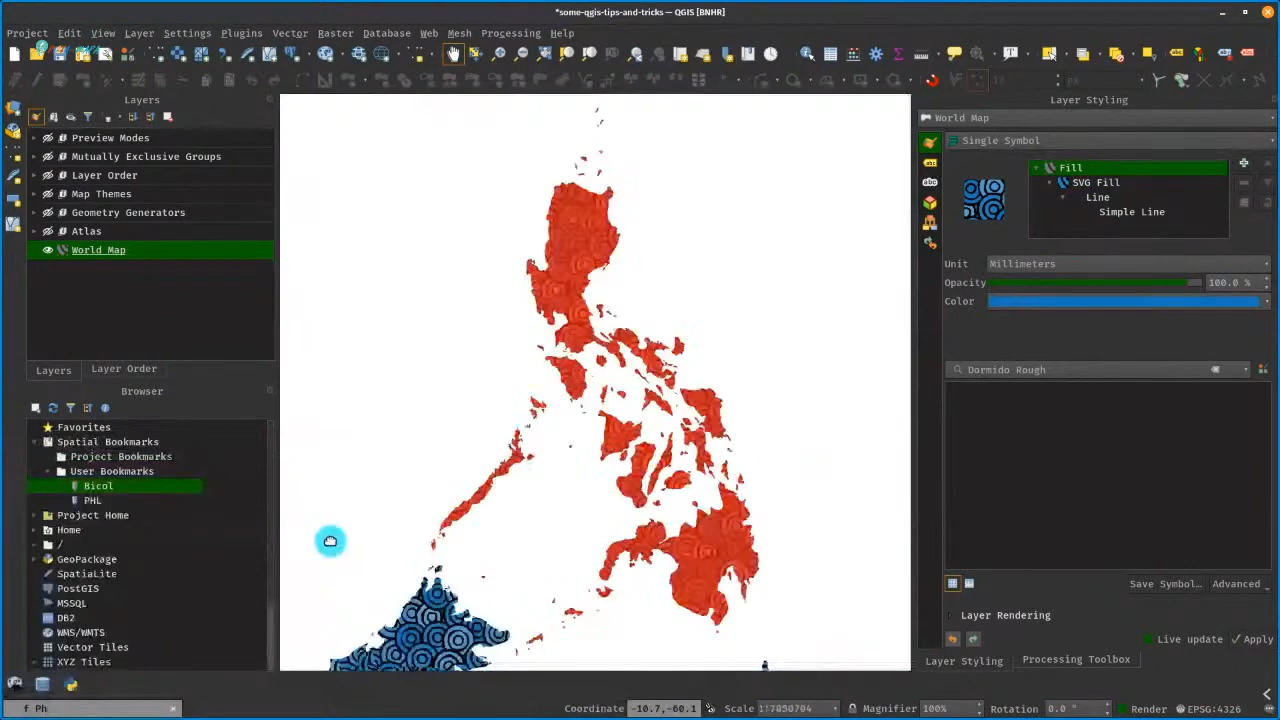 *some-qgis-tips-and-tricks — QGIS [BNHR]
Project Edit View Layer Settings Plugins Vector Raster Database Web Mesh Processing Help
Layers
Preview Modes
Mutually Exclusive Groups
Layer Order
Map Themes
Geometry Generators
Atlas
World Map
Layers Layer Order
Browser
Favorites
Spatial Bookmarks
Project Bookmarks
User Bookmarks
Bicol
PHL
Project Home
Home
/
GeoPackage
SpatiaLite
PostGIS
MSSQL
DB2
WMS/WMTS
Vector Tiles
XYZ Tiles
Layer Styling
World Map
Single Symbol
Fill
SVG Fill
Line
Simple Line
Unit Millimeters
Opacity 100.0 %
Color
Dormido Rough
Save Symbol… Advanced
Layer Rendering
Live update Apply
Layer Styling Processing Toolbox
f Ph Coordinate -10.7,-60.1 Scale Magnifier 100% Rotation 0.0 ° Render EPSG:4326